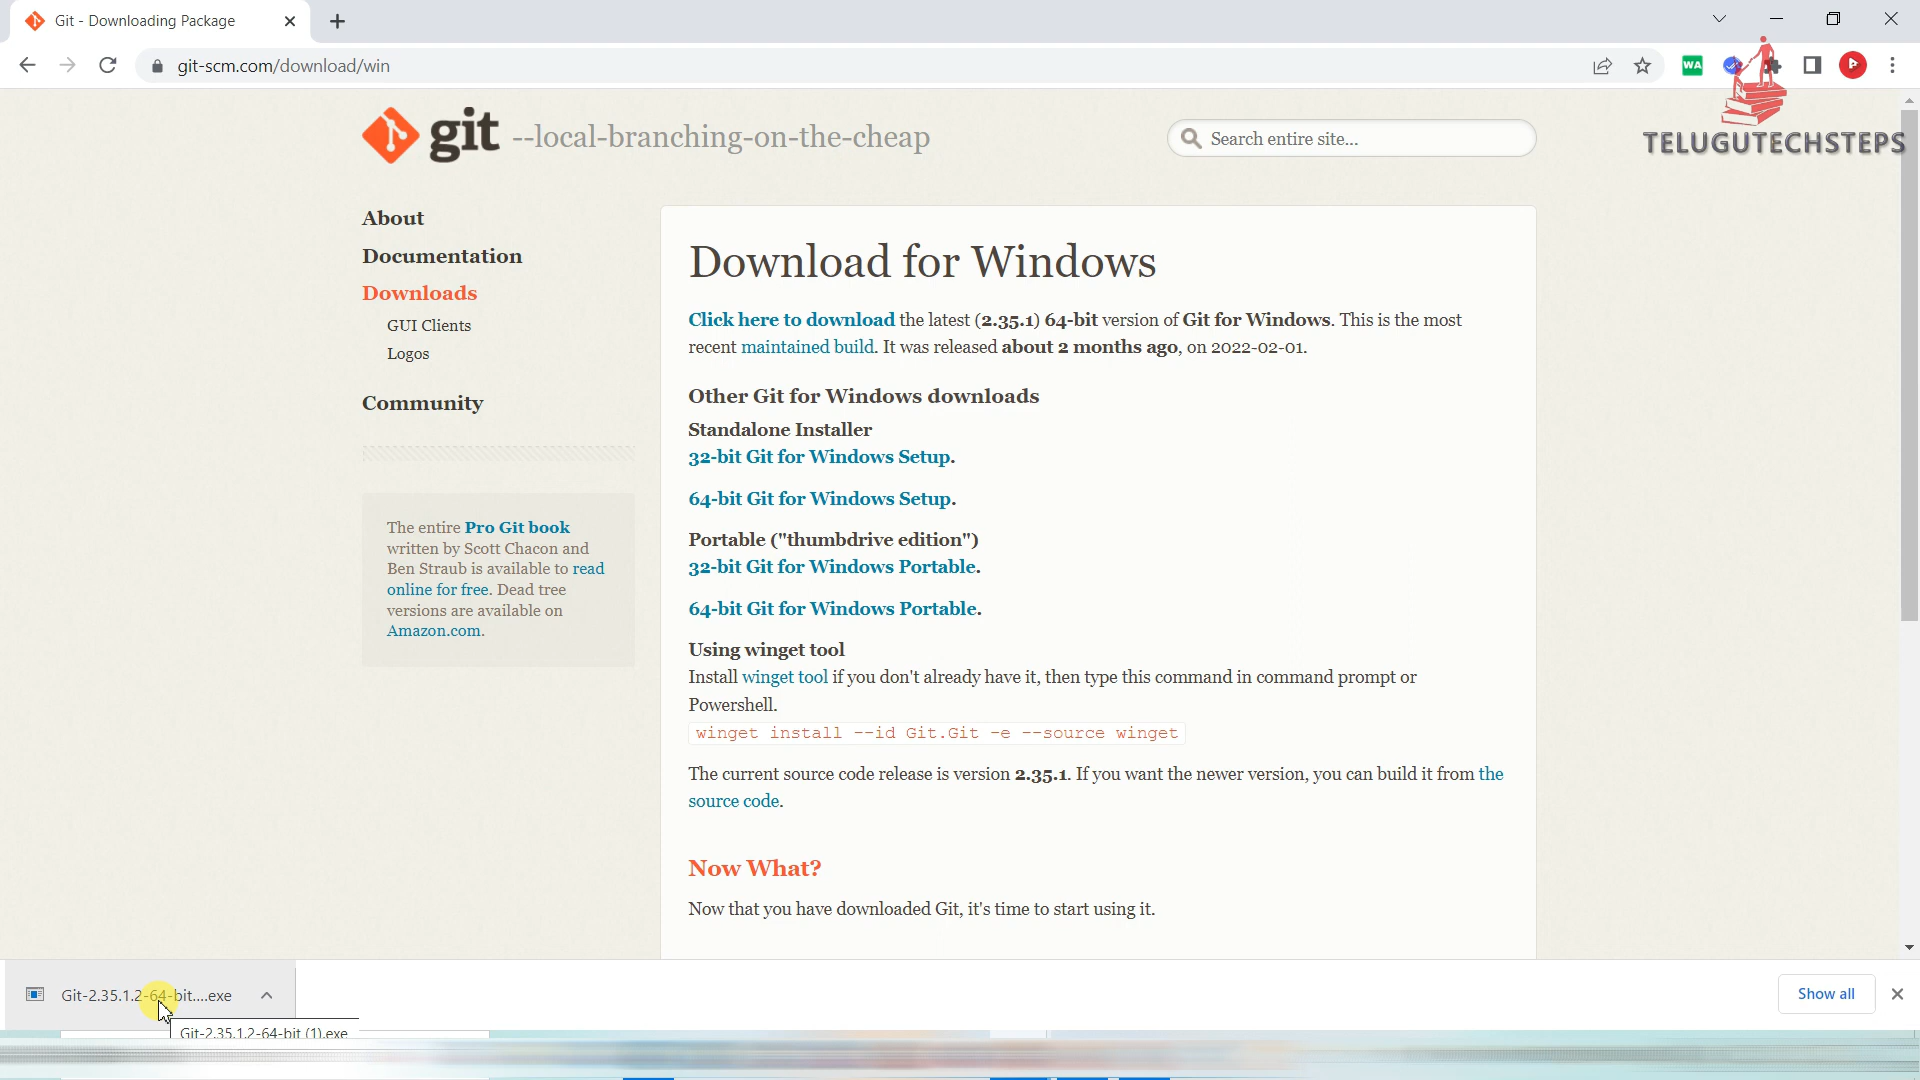 Git - Downloading Package
git-scm.com/download/win
WA
TELUGUTECHSTEPS
git --local-branching-on-the-cheap
Search entire site...
About
Documentation
Downloads
GUI Clients
Logos
Community
The entire Pro Git book
written by Scott Chacon and
Ben Straub is available to read
online for free. Dead tree
versions are available on
Amazon.com.
Download for Windows
Click here to download the latest (2.35.1) 64-bit version of Git for Windows. This is the most
recent maintained build. It was released about 2 months ago, on 2022-02-01.
Other Git for Windows downloads
Standalone Installer
32-bit Git for Windows Setup.
64-bit Git for Windows Setup.
Portable ("thumbdrive edition")
32-bit Git for Windows Portable.
64-bit Git for Windows Portable.
Using winget tool
Install winget tool if you don't already have it, then type this command in command prompt or
Powershell.
winget install --id Git.Git -e --source winget
The current source code release is version 2.35.1. If you want the newer version, you can build it from the
source code.
Now What?
Now that you have downloaded Git, it's time to start using it.
Git-2.35.1.2-64-bit....exe
Show all
Git-2.35.1.2-64-bit (1).exe